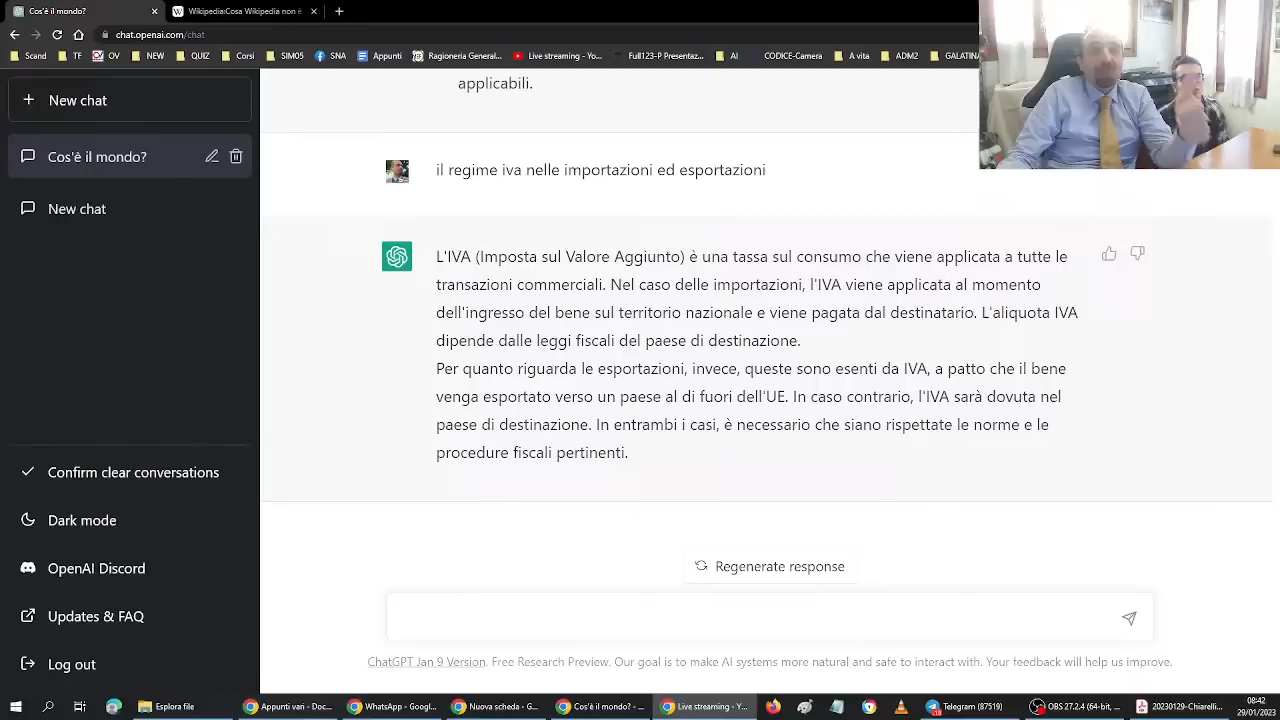 Cos'è il mondo?
Wikipedia:Cosa Wikipedia non è
chat.openai.com/chat
Scand
TF
OV
NEW
QUIZ
Corsi
SIM05
SNA
Appunti
Ragioneria General...
Live streaming - Yo...
Full123-P Presentaz...
AI
CODICE-Camera
A vita
ADM2
GALATINA
New chat
Cos'è il mondo?
New chat
Confirm clear conversations
Dark mode
OpenAI Discord
Updates & FAQ
Log out
applicabili.
il regime iva nelle importazioni ed esportazioni
L'IVA (Imposta sul Valore Aggiunto) è una tassa sul consumo che viene applicata a tutte le
transazioni commerciali. Nel caso delle importazioni, l'IVA viene applicata al momento
dell'ingresso del bene sul territorio nazionale e viene pagata dal destinatario. L'aliquota IVA
dipende dalle leggi fiscali del paese di destinazione.
Per quanto riguarda le esportazioni, invece, queste sono esenti da IVA, a patto che il bene
venga esportato verso un paese al di fuori dell'UE. In caso contrario, l'IVA sarà dovuta nel
paese di destinazione. In entrambi i casi, è necessario che siano rispettate le norme e le
procedure fiscali pertinenti.
Regenerate response
ChatGPT Jan 9 Version. Free Research Preview. Our goal is to make AI systems more natural and safe to interact with. Your feedback will help us improve.
Esplora file
Appunti vari - Doc...
WhatsApp - Googl...
Nuova scheda - G...
Cos'è il mondo? - ...
Live streaming - Y...
Telegram (87519)
OBS 27.2.4 (64-bit, ...
20230129-Chiarelli...
08:42
29/01/2023